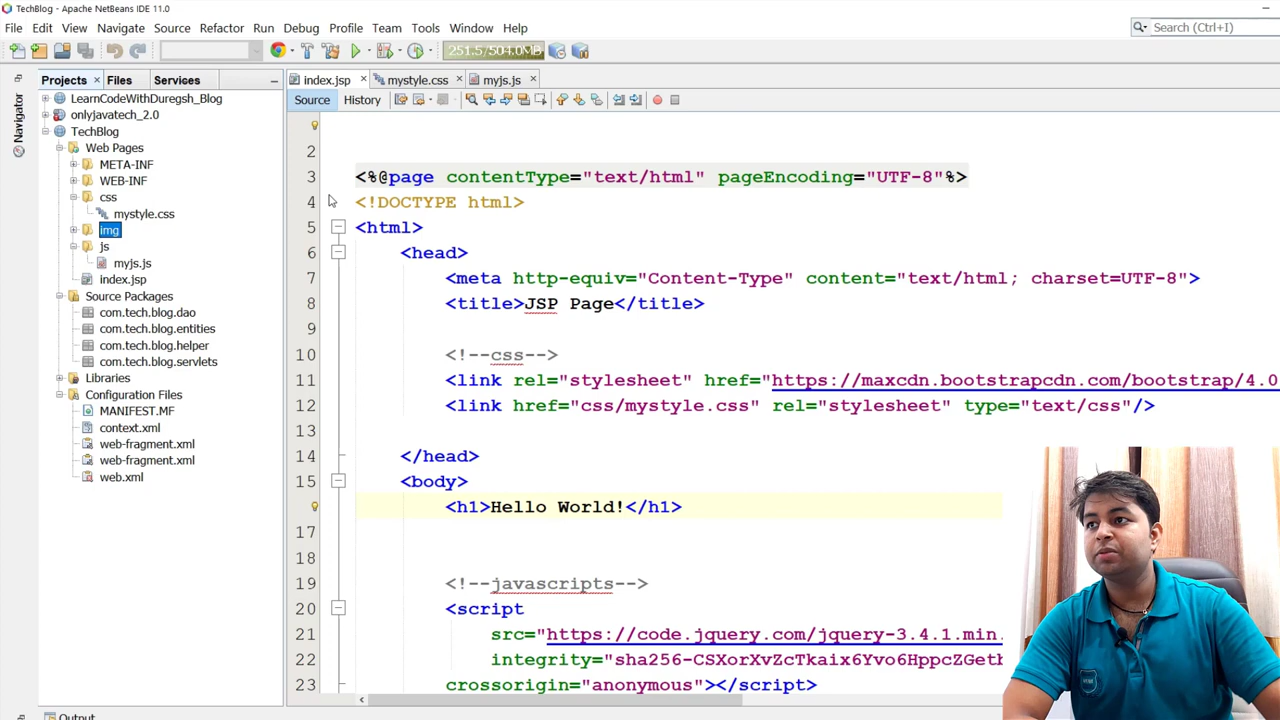 TechBlog - Apache NetBeans IDE 11.0
File Edit View Navigate Source Refactor Run Debug Profile Team Tools Window Help
Search (Ctrl+I)
251.5/504.0MB
Projects Files Services
index.jsp mystyle.css myjs.js
Source History
Navigator
LearnCodeWithDuregsh_Blog
onlyjavatech_2.0
TechBlog
Web Pages
META-INF
WEB-INF
css
mystyle.css
img
js
myjs.js
index.jsp
Source Packages
com.tech.blog.dao
com.tech.blog.entities
com.tech.blog.helper
com.tech.blog.servlets
Libraries
Configuration Files
MANIFEST.MF
context.xml
web-fragment.xml
web-fragment.xml
web.xml
2
3 <%@page contentType="text/html" pageEncoding="UTF-8"%>
4 <!DOCTYPE html>
5 <html>
6 <head>
7 <meta http-equiv="Content-Type" content="text/html; charset=UTF-8">
8 <title>JSP Page</title>
9
10 <!--css-->
11 <link rel="stylesheet" href="https://maxcdn.bootstrapcdn.com/bootstrap/4.0
12 <link href="css/mystyle.css" rel="stylesheet" type="text/css"/>
13
14 </head>
15 <body>
<h1>Hello World!</h1>
17
18
19 <!--javascripts-->
20 <script
21 src="https://code.jquery.com/jquery-3.4.1.min.
22 integrity="sha256-CSXorXvZcTkaix6Yvo6HppcZGetb
23 crossorigin="anonymous"></script>
Output